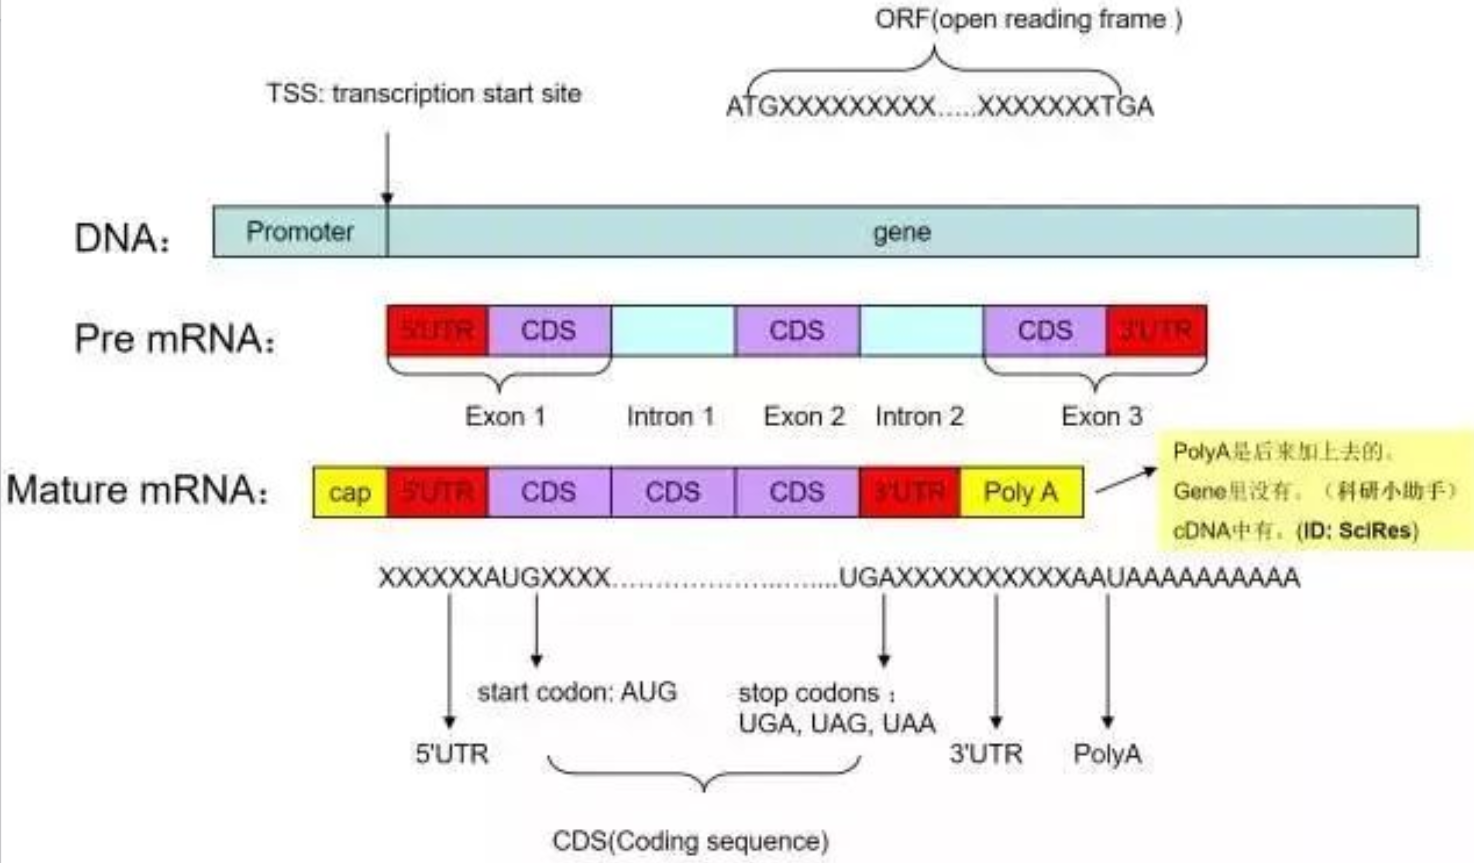 ORF(open reading frame )
TSS: transcription start site
ATGXXXXXXXXX.....XXXXXXXTGA
DNA：
Promoter
gene
Pre mRNA：
5'UTR
CDS
CDS
CDS
3'UTR
Exon 1
Intron 1
Exon 2
Intron 2
Exon 3
Mature mRNA：
cap
5'UTR
CDS
CDS
CDS
3'UTR
Poly A
PolyA是后来加上去的。
Gene里没有。（科研小助手）
cDNA中有。(ID: SciRes)
XXXXXXAUGXXXX...........................UGAXXXXXXXXXXAAUAAAAAAAAAA
start codon: AUG
stop codons：
UGA, UAG, UAA
5'UTR
3'UTR
PolyA
CDS(Coding sequence)